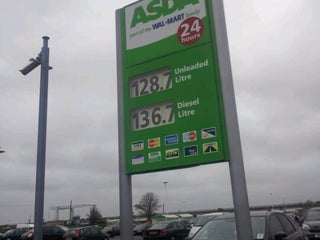 ASDA
part of the WAL-MART family
24
hours
128.7
Unleaded
Litre
136.7
Diesel
Litre